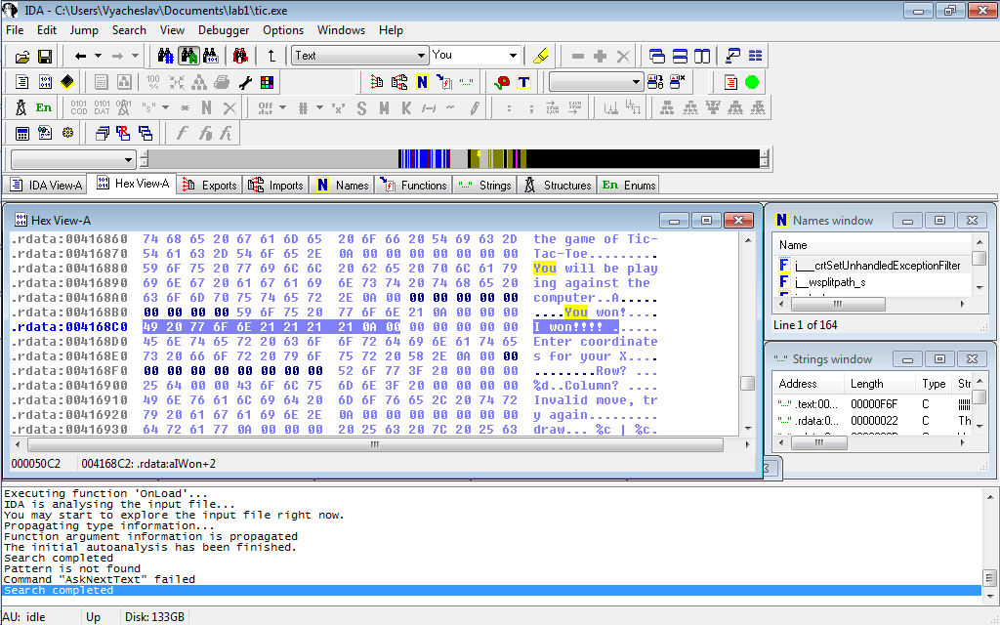 IDA - C:\Users\Vyacheslav\Documents\lab1\tic.exe
File Edit Jump Search View Debugger Options Windows Help
Text You
En
IDA View-A Hex View-A Exports Imports N Names Functions Strings Structures En Enums
Hex View-A
.rdata:00416860 74 68 65 20 67 61 6D 65 20 6F 66 20 54 69 63 2D the game of Tic-
.rdata:00416870 54 61 63 2D 54 6F 65 2E 0A 00 00 00 00 00 00 00 Tac-Toe.........
.rdata:00416880 59 6F 75 20 77 69 6C 6C 20 62 65 20 70 6C 61 79 You will be play
.rdata:00416890 69 6E 67 20 61 67 61 69 6E 73 74 20 74 68 65 20 ing against the
.rdata:004168A0 63 6F 6D 70 75 74 65 72 2E 0A 00 00 00 00 00 00 computer..A.....
.rdata:004168B0 00 00 00 00 59 6F 75 20 77 6F 6E 21 0A 00 00 00 ....You won!....
.rdata:004168C0 49 20 77 6F 6E 21 21 21 21 0A 00 00 00 00 00 00 I won!!!! ......
.rdata:004168D0 45 6E 74 65 72 20 63 6F 6F 72 64 69 6E 61 74 65 Enter coordinate
.rdata:004168E0 73 20 66 6F 72 20 79 6F 75 72 20 58 2E 0A 00 00 s for your X....
.rdata:004168F0 00 00 00 00 00 00 00 00 52 6F 77 3F 20 00 00 00 ........Row? ...
.rdata:00416900 25 64 00 00 43 6F 6C 75 6D 6E 3F 20 00 00 00 00 %d..Column? ....
.rdata:00416910 49 6E 76 61 6C 69 64 20 6D 6F 76 65 2C 20 74 72 Invalid move, tr
.rdata:00416920 79 20 61 67 61 69 6E 2E 0A 00 00 00 00 00 00 00 y again.........
.rdata:00416930 64 72 61 77 0A 00 00 00 20 25 63 20 7C 20 25 63 draw... %c | %c.
000050C2 004168C2: .rdata:aIWon+2
N Names window
Name
F j___crtSetUnhandledExceptionFilter
F j__wsplitpath_s
Line 1 of 164
Strings window
Address Length Type Str
.text:00... 00000F6F C
.rdata:0... 00000022 C Th
Executing function 'OnLoad'...
IDA is analysing the input file...
You may start to explore the input file right now.
Propagating type information...
Function argument information is propagated
The initial autoanalysis has been finished.
Search completed
Pattern is not found
Command "AskNextText" failed
Search completed
AU: idle Up Disk: 133GB